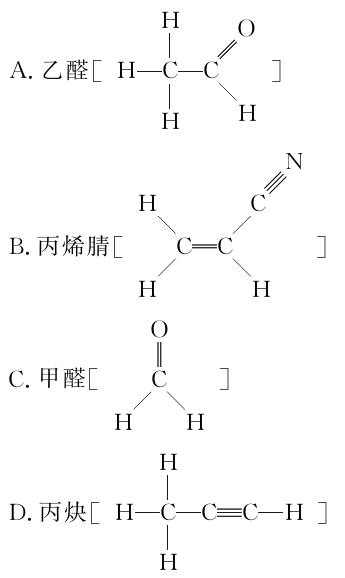 H O
A. 乙醛[ H—C—C ]
H H
N
H C
B. 丙烯腈[ C=C ]
H H
O
C. 甲醛[ C ]
H H
H
D. 丙炔[ H—C—C≡C—H ]
H